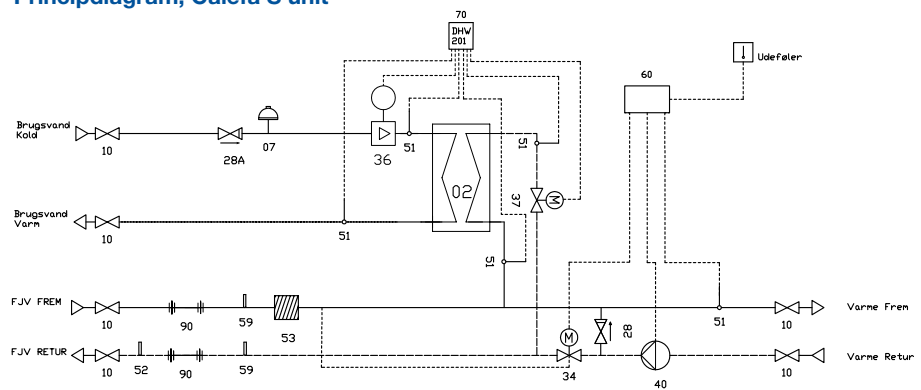 Principdiagram, Calefa S unit
70
DHW
201
60
Udeføler
Brugsvand
Kold
10
28A
07
36
51
51
02
37
M
Brugsvand
Varm
10
51
51
FJV FREM
10
90
59
53
M
28
51
10
Varme Frem
FJV RETUR
10
52
90
59
34
40
10
Varme Retur